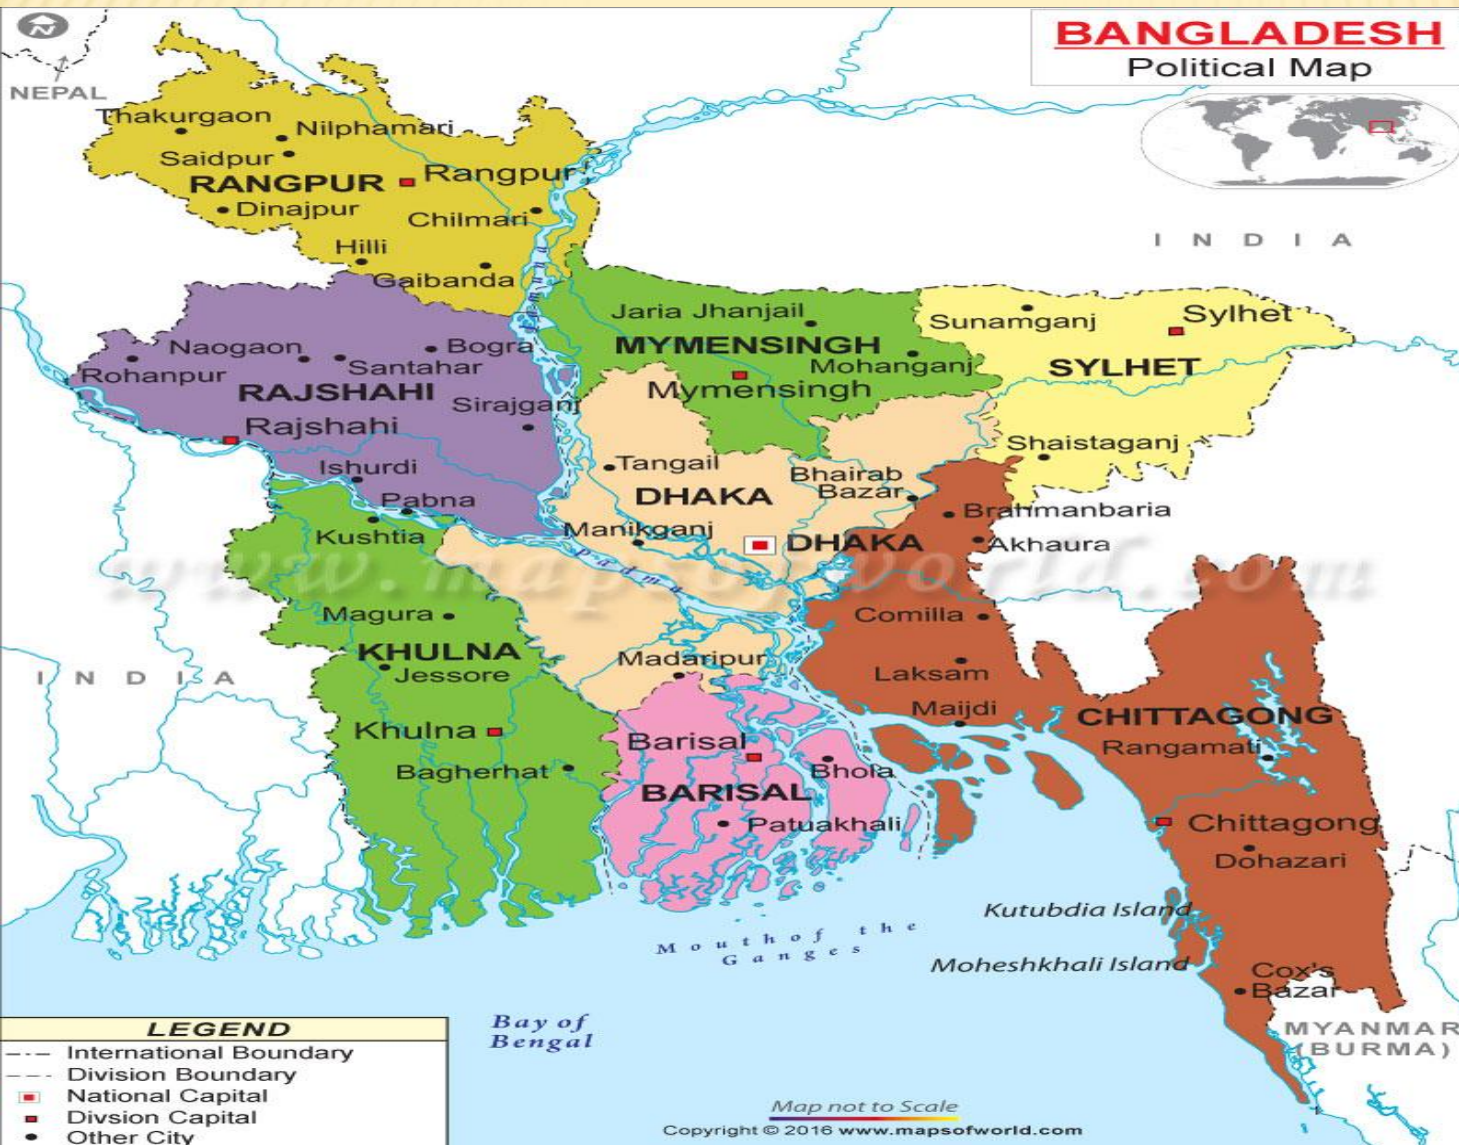 N
BANGLADESH
Political Map
NEPAL
Thakurgaon
Nilphamari
Saidpur
RANGPUR
Rangpur
Dinajpur
Chilmari
Hilli
Gaibanda
INDIA
Jaria Jhanjail
Sunamganj
Sylhet
MYMENSINGH
Mohanganj
SYLHET
Mymensingh
Naogaon
Bogra
Santahar
Rohanpur
RAJSHAHI
Sirajganj
Rajshahi
Shaistaganj
Ishurdi
Tangail
Bhairab
Bazar
Pabna
DHAKA
Brahmanbaria
Kushtia
Manikganj
DHAKA
Akhaura
Padma
www.mapsofworld.com
Magura
Comilla
KHULNA
Madaripur
Jessore
Laksam
INDIA
Maijdi
CHITTAGONG
Khulna
Barisal
Rangamati
Bagherhat
Bhola
BARISAL
Patuakhali
Chittagong
Dohazari
Kutubdia Island
Mouth of the
Ganges
Moheshkhali Island
Cox's
Bazar
Bay of
Bengal
MYANMAR
(BURMA)
LEGEND
International Boundary
Division Boundary
National Capital
Divsion Capital
Other City
Map not to Scale
Copyright © 2016 www.mapsofworld.com